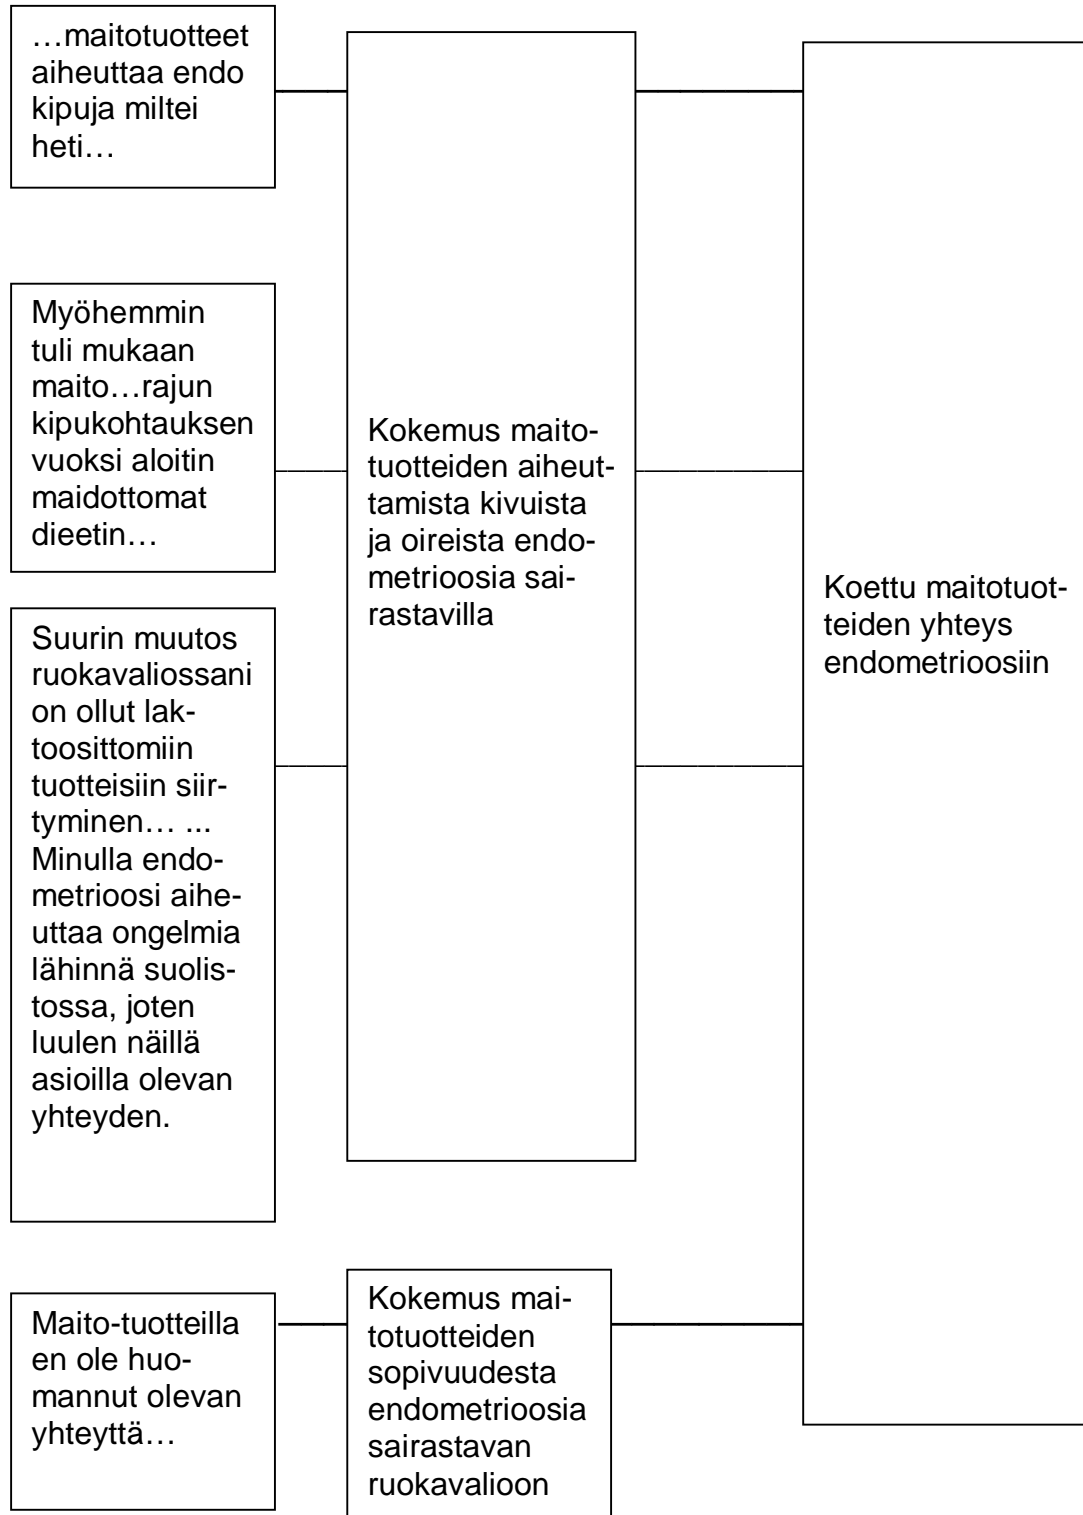 …maitotuotteet
aiheuttaa endo
kipuja miltei
heti…
Myöhemmin
tuli mukaan
maito…rajun
kipukohtauksen
vuoksi aloitin
maidottomat
dieetin…
Suurin muutos
ruokavaliossani
on ollut lak-
toosittomiin
tuotteisiin siir-
tyminen… ...
Minulla endo-
metrioosi aihe-
uttaa ongelmia
lähinnä suolis-
tossa, joten
luulen näillä
asioilla olevan
yhteyden.
Maito-tuotteilla
en ole huo-
mannut olevan
yhteyttä…
Kokemus maito-
tuotteiden aiheut-
tamista kivuista
ja oireista endo-
metrioosia sai-
rastavilla
Kokemus mai-
totuotteiden
sopivuudesta
endometrioosia
sairastavan
ruokavalioon
Koettu maitotuot-
teiden yhteys
endometrioosiin